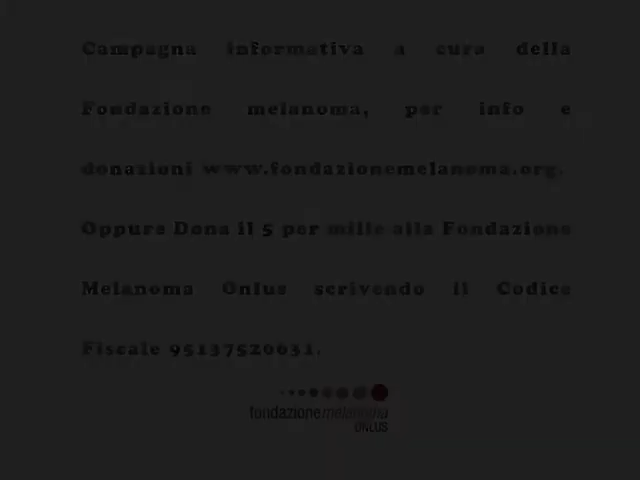 Campagna informativa a cura della
Fondazione melanoma, per info e
donazioni www.fondazionemelanoma.org.
Oppure Dona il 5 per mille alla Fondazione
Melanoma Onlus scrivendo il Codice
Fiscale 95137520631.
fondazionemelanoma
ONLUS